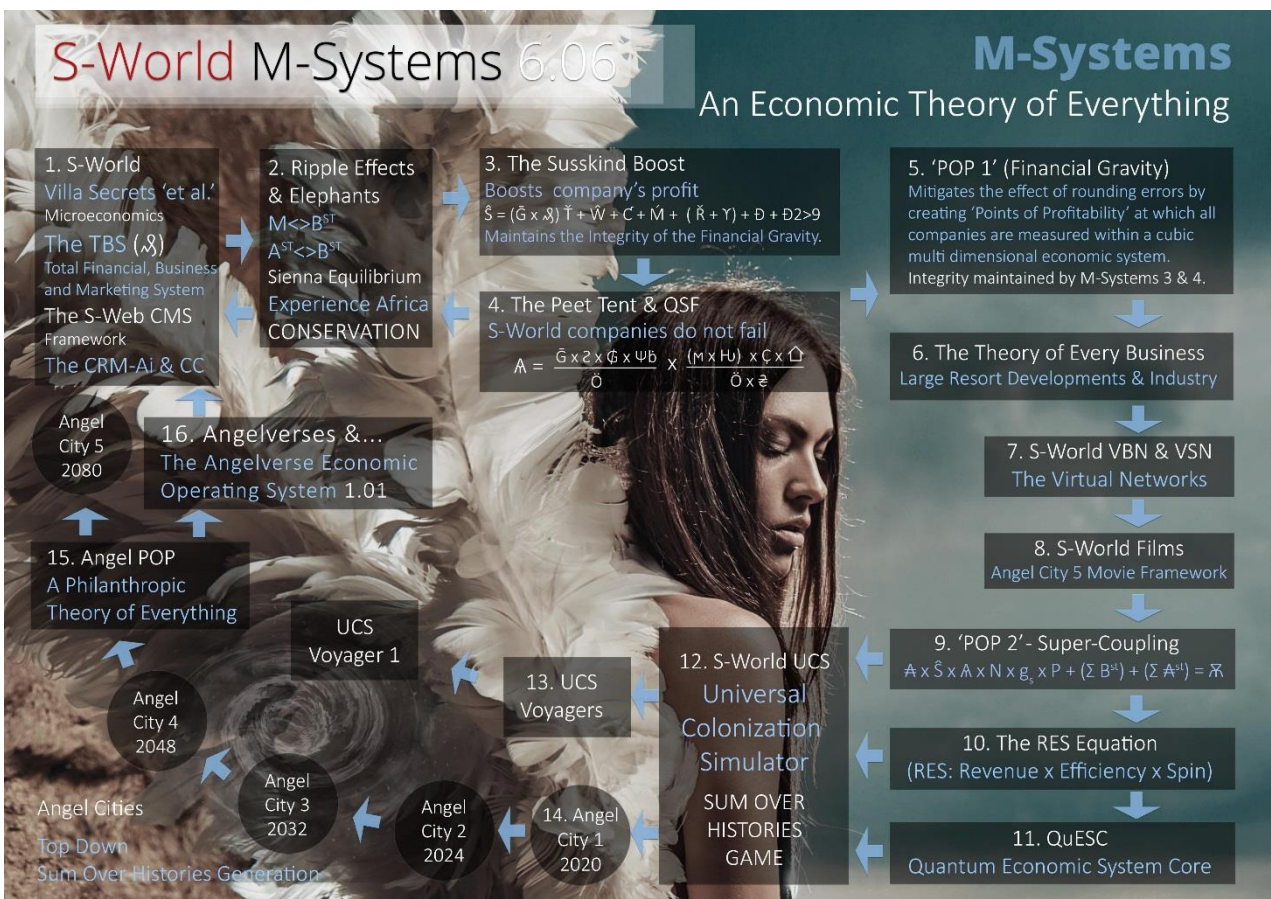 S-World M-Systems 6.06
M-Systems
An Economic Theory of Everything
1. S-World
Villa Secrets ‘et al.’
Microeconomics
The TBS (₰)
Total Financial, Business
and Marketing System
The S-Web CMS
Framework
The CRM-Ai & CC
2. Ripple Effects
& Elephants
M<>Bˢᵀ
Aˢᵀ<>Bˢᵀ
Sienna Equilibrium
Experience Africa
CONSERVATION
3. The Susskind Boost
Boosts company’s profit
Ŝ = (Ḡ x ₰) Ť + Ŵ + Ƈ + Ḿ + ( Ř + ϒ) + Ð + Ð2>9
Maintains the Integrity of the Financial Gravity.
4. The Peet Tent & QSF
S-World companies do not fail
5. ‘POP 1’ (Financial Gravity)
Mitigates the effect of rounding errors by
creating ‘Points of Profitability’ at which all
companies are measured within a cubic
multi dimensional economic system.
Integrity maintained by M-Systems 3 & 4.
6. The Theory of Every Business
Large Resort Developments & Industry
7. S-World VBN & VSN
The Virtual Networks
8. S-World Films
Angel City 5 Movie Framework
9. ‘POP 2’- Super-Coupling
10. The RES Equation
(RES: Revenue x Efficiency x Spin)
11. QuESC
Quantum Economic System Core
12. S-World UCS
Universal
Colonization
Simulator
SUM OVER
HISTORIES
GAME
13. UCS
Voyagers
UCS
Voyager 1
14. Angel
City 1
2020
Angel
City 2
2024
Angel
City 3
2032
Angel
City 4
2048
Angel Cities
Top Down
Sum Over Histories Generation
15. Angel POP
A Philanthropic
Theory of Everything
Angel
City 5
2080
16. Angelverses &...
The Angelverse Economic
Operating System 1.01